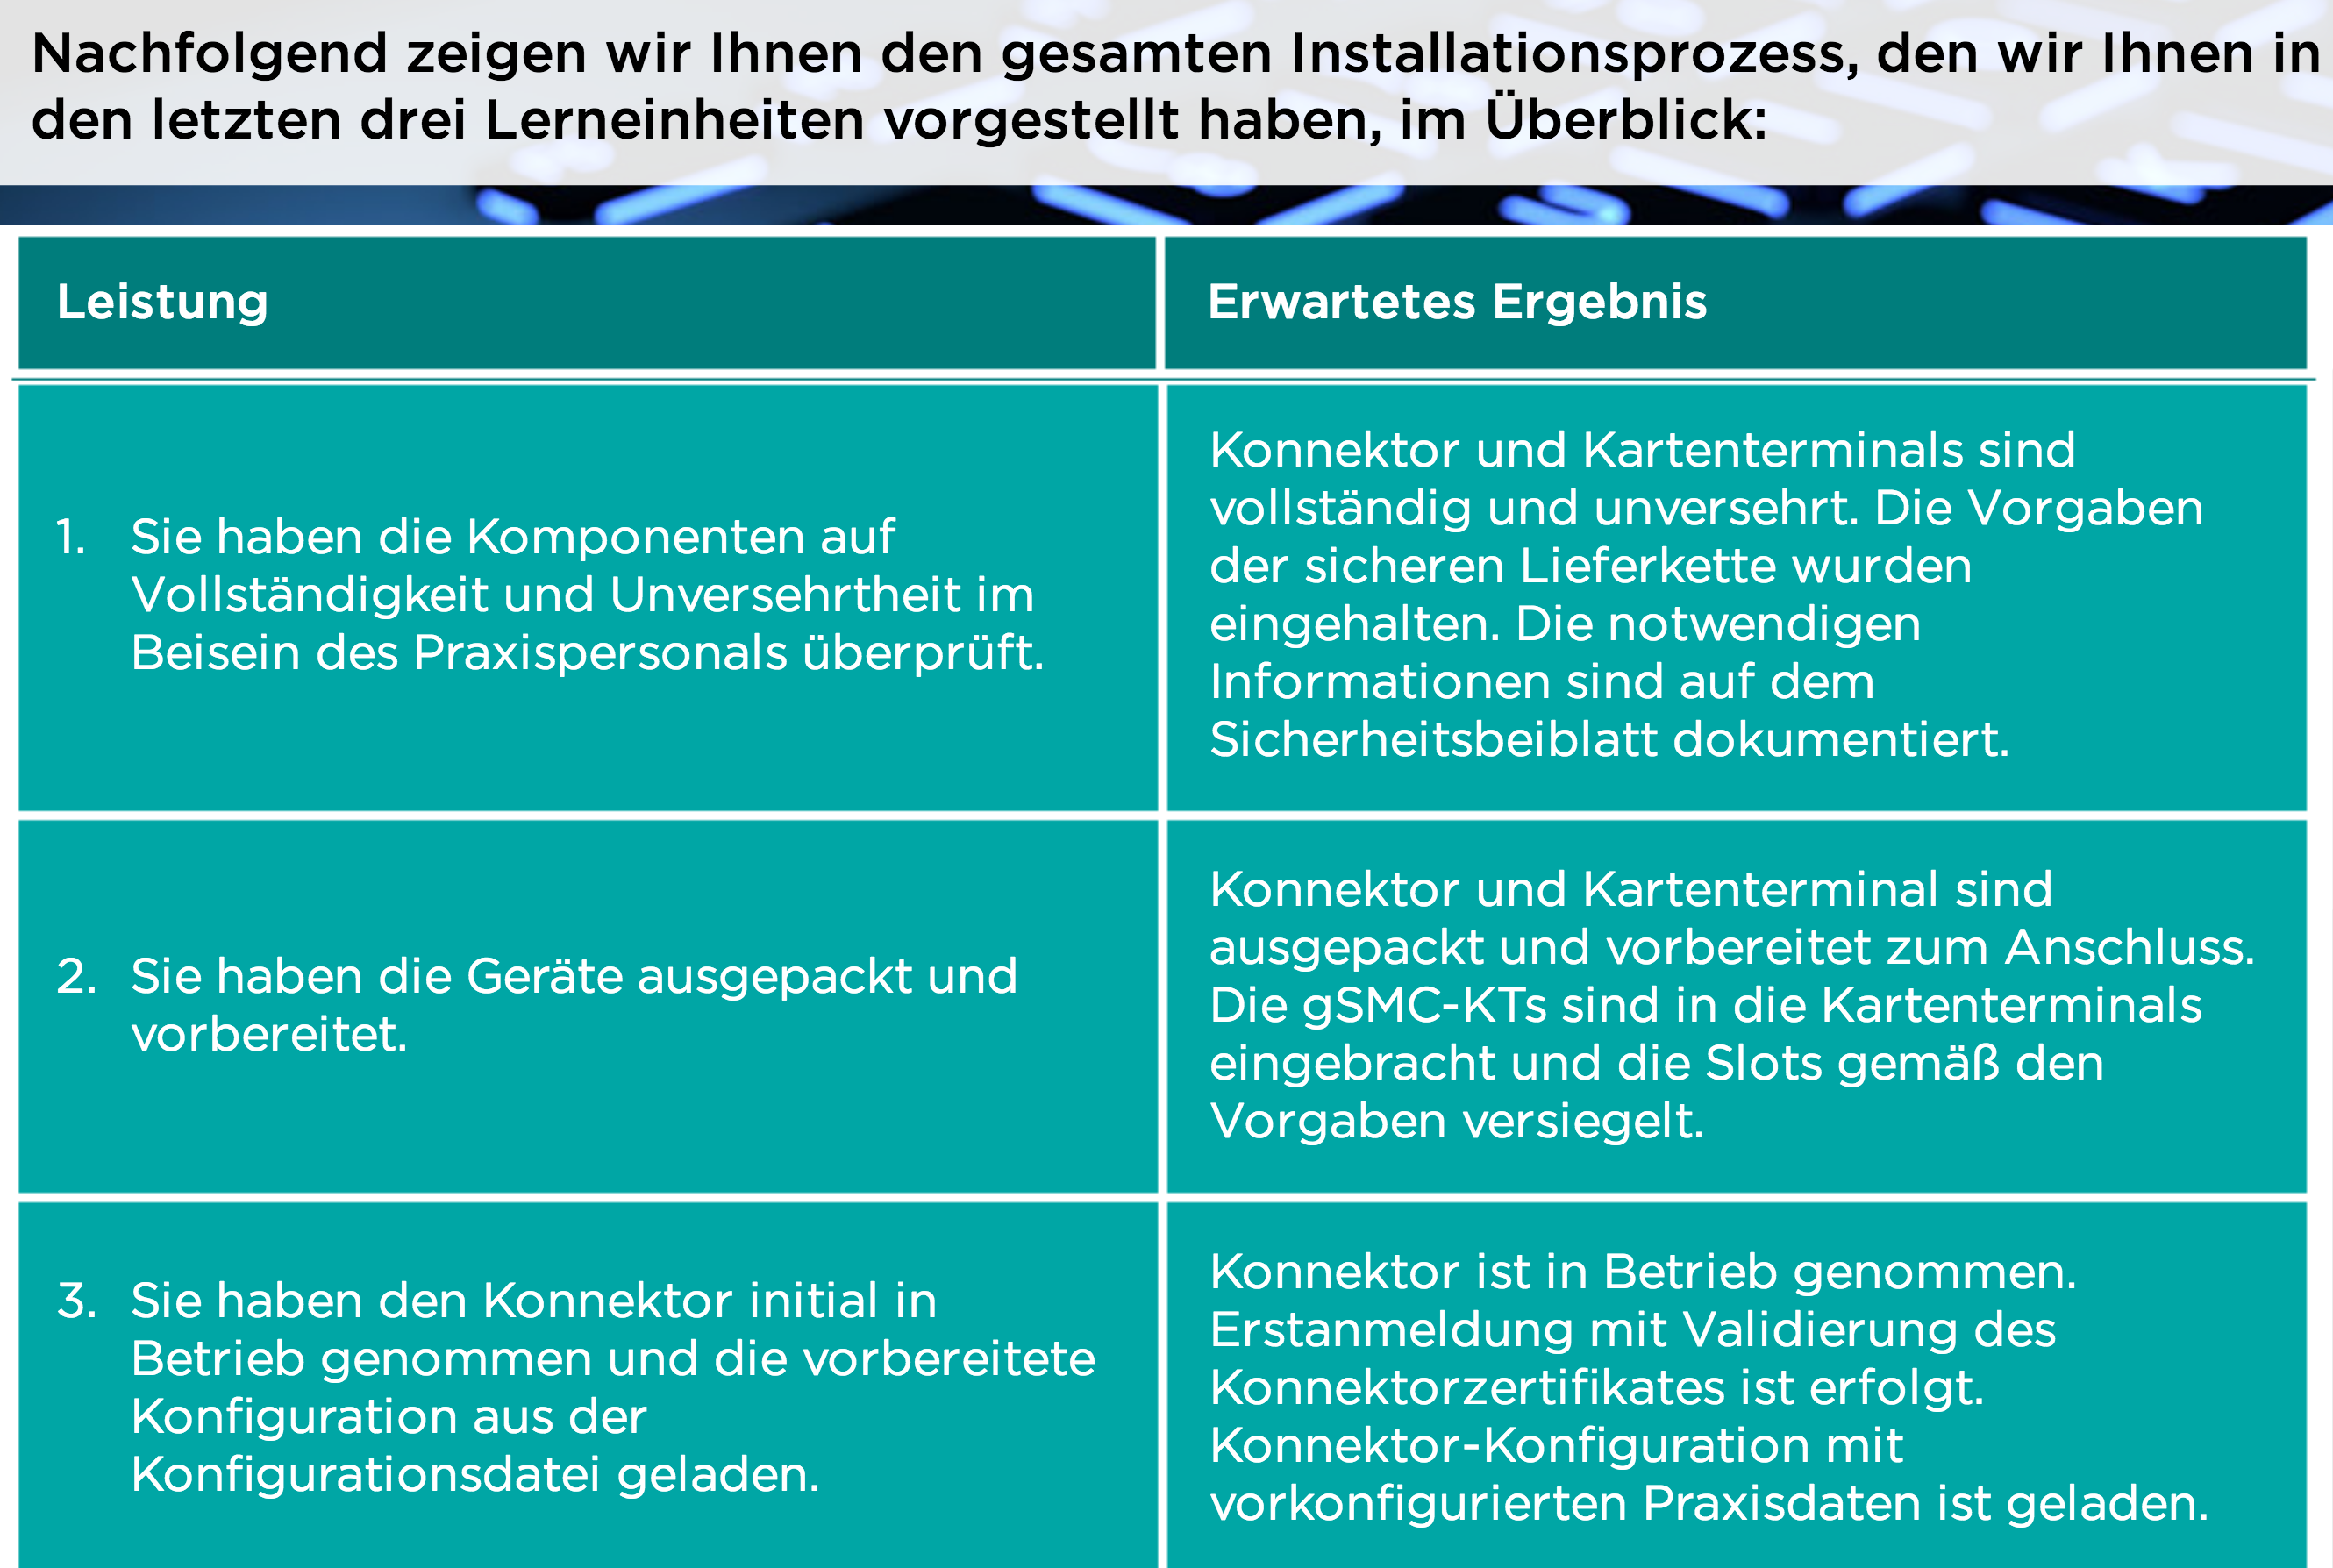 Nachfolgend zeigen wir Ihnen den gesamten Installationsprozess, den wir Ihnen in
den letzten drei Lerneinheiten vorgestellt haben, im Überblick:
Leistung
Erwartetes Ergebnis
1. Sie haben die Komponenten auf
Vollständigkeit und Unversehrtheit im
Beisein des Praxispersonals überprüft.
Konnektor und Kartenterminals sind
vollständig und unversehrt. Die Vorgaben
der sicheren Lieferkette wurden
eingehalten. Die notwendigen
Informationen sind auf dem
Sicherheitsbeiblatt dokumentiert.
2. Sie haben die Geräte ausgepackt und
vorbereitet.
Konnektor und Kartenterminal sind
ausgepackt und vorbereitet zum Anschluss.
Die gSMC-KTs sind in die Kartenterminals
eingebracht und die Slots gemäß den
Vorgaben versiegelt.
3. Sie haben den Konnektor initial in
Betrieb genommen und die vorbereitete
Konfiguration aus der
Konfigurationsdatei geladen.
Konnektor ist in Betrieb genommen.
Erstanmeldung mit Validierung des
Konnektorzertifikates ist erfolgt.
Konnektor-Konfiguration mit
vorkonfigurierten Praxisdaten ist geladen.